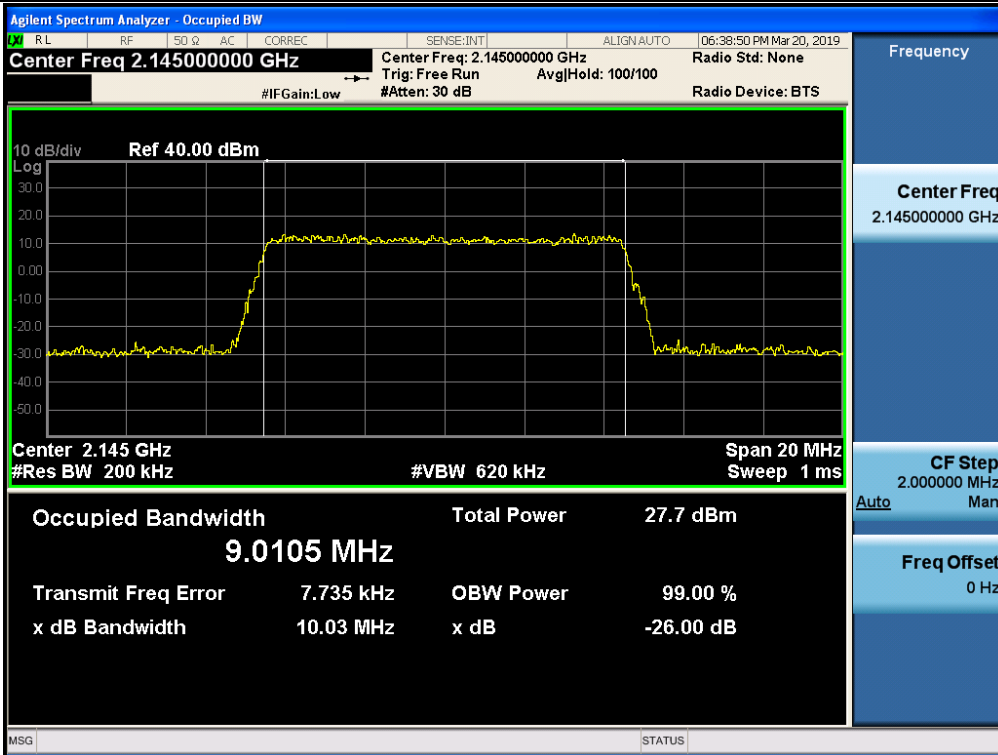 Agilent Spectrum Analyzer - Occupied BW
LXI RL RF 50 Ω AC CORREC SENSE:INT ALIGN AUTO 06:38:50 PM Mar 20, 2019
Center Freq 2.145000000 GHz
Center Freq: 2.145000000 GHz Radio Std: None
Trig: Free Run Avg|Hold: 100/100
#IFGain:Low #Atten: 30 dB Radio Device: BTS
10 dB/div Ref 40.00 dBm
Log
30.0
20.0
10.0
0.00
-10.0
-20.0
-30.0
-40.0
-50.0
Center 2.145 GHz Span 20 MHz
#Res BW 200 kHz #VBW 620 kHz Sweep 1 ms
Occupied Bandwidth Total Power 27.7 dBm
9.0105 MHz
Transmit Freq Error 7.735 kHz OBW Power 99.00 %
x dB Bandwidth 10.03 MHz x dB -26.00 dB
Frequency
Center Freq
2.145000000 GHz
CF Step
2.000000 MHz
Auto Man
Freq Offset
0 Hz
MSG STATUS